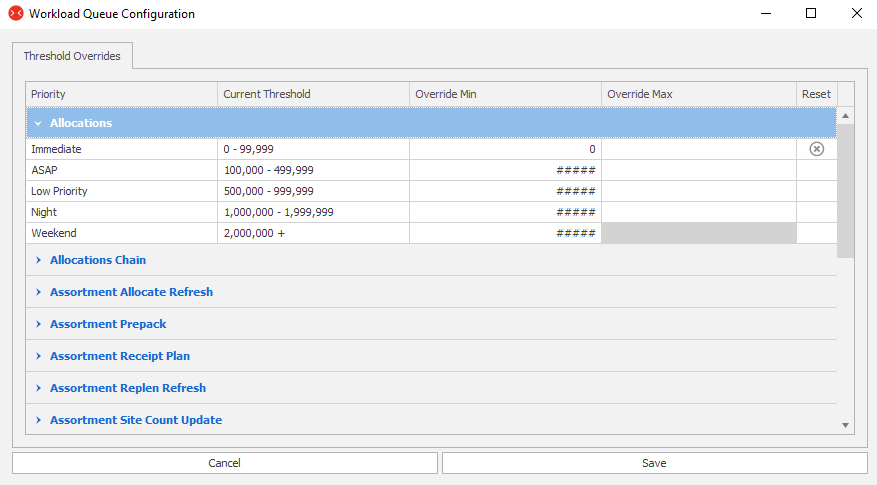 Workload Queue Configuration
Threshold Overrides
Priority Current Threshold Override Min Override Max Reset
Allocations
Immediate 0 - 99,999 0
ASAP 100,000 - 499,999 #####
Low Priority 500,000 - 999,999 #####
Night 1,000,000 - 1,999,999 #####
Weekend 2,000,000 + #####
Allocations Chain
Assortment Allocate Refresh
Assortment Prepack
Assortment Receipt Plan
Assortment Replen Refresh
Assortment Site Count Update
Cancel Save